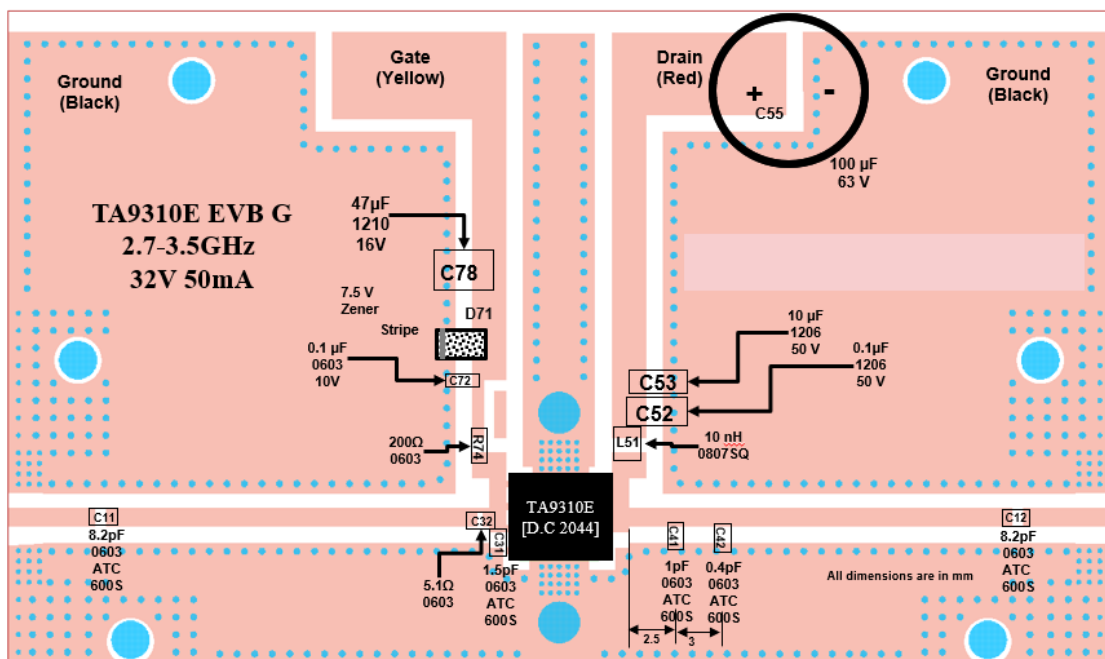 Ground
(Black)
Gate
(Yellow)
Drain
(Red)
Ground
(Black)
+
-
C55
100 µF
63 V
TA9310E EVB G
2.7-3.5GHz
32V 50mA
47µF
1210
16V
C78
7.5 V
Zener
Stripe
D71
0.1 µF
0603
10V
C72
10 µF
1206
50 V
0.1µF
1206
50 V
C53
C52
200Ω
0603
R74
L51
10 nH
0807SQ
TA9310E
[D.C 2044]
C11
8.2pF
0603
ATC
600S
C32
C31
5.1Ω
0603
1.5pF
0603
ATC
600S
C41
1pF
0603
ATC
600S
C42
0.4pF
0603
ATC
600S
2.5
3
All dimensions are in mm
C12
8.2pF
0603
ATC
600S